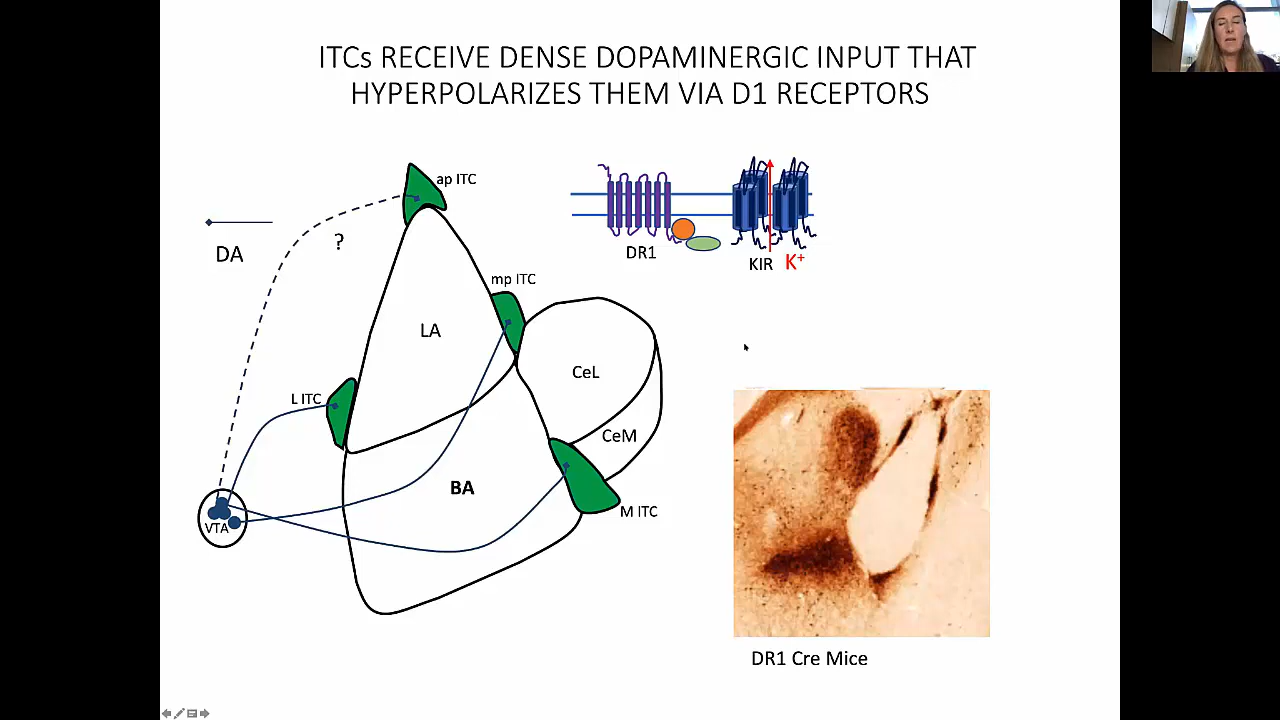 ITCs RECEIVE DENSE DOPAMINERGIC INPUT THAT
HYPERPOLARIZES THEM VIA D1 RECEPTORS
ap ITC
DA
?
DR1
KIR
K+
mp ITC
LA
CeL
L ITC
CeM
BA
M ITC
VTA
DR1 Cre Mice